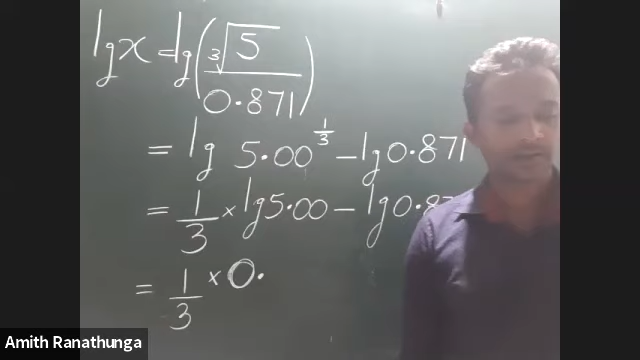 lg x = lg (∛5 / 0.871)
= lg 5.00^(1/3) - lg 0.871
= 1/3 × lg 5.00 - lg 0.87
= 1/3 × 0.
Amith Ranathunga